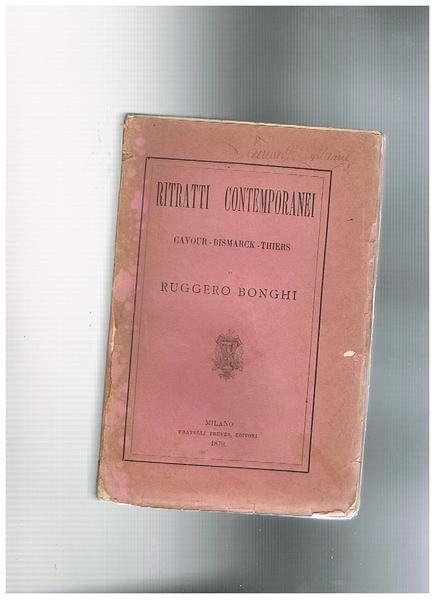 RITRATTI CONTEMPORANEI
CAVOUR - BISMARCK - THIERS
RUGGERO BONGHI
MILANO
FRATELLI TREVES, EDITORI